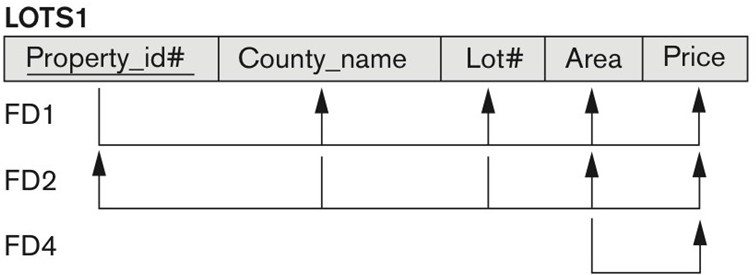 LOTS1
Property_id# County_name Lot# Area Price
FD1
FD2
FD4